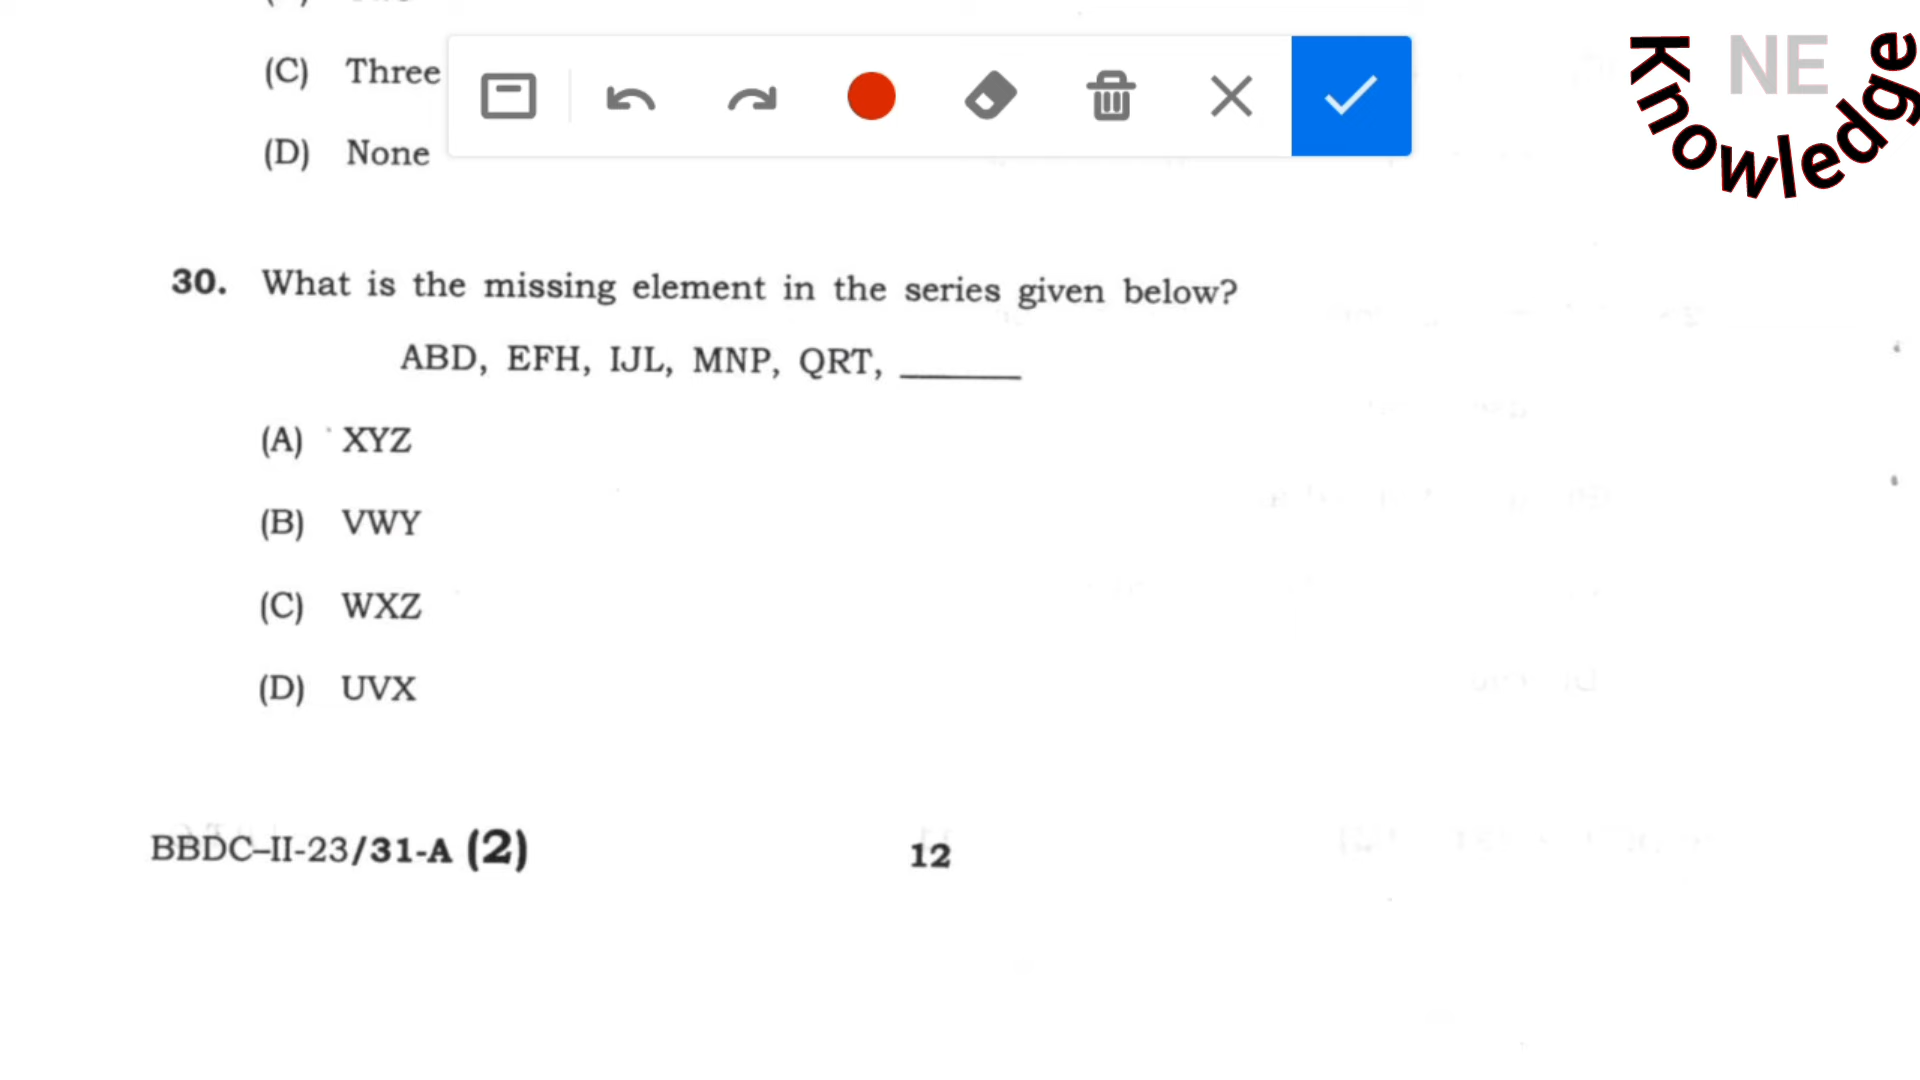 (C) Three
(D) None
NE
Knowledge
30. What is the missing element in the series given below?
ABD, EFH, IJL, MNP, QRT, ______
(A) XYZ
(B) VWY
(C) WXZ
(D) UVX
BBDC–II-23/31-A (2)
12